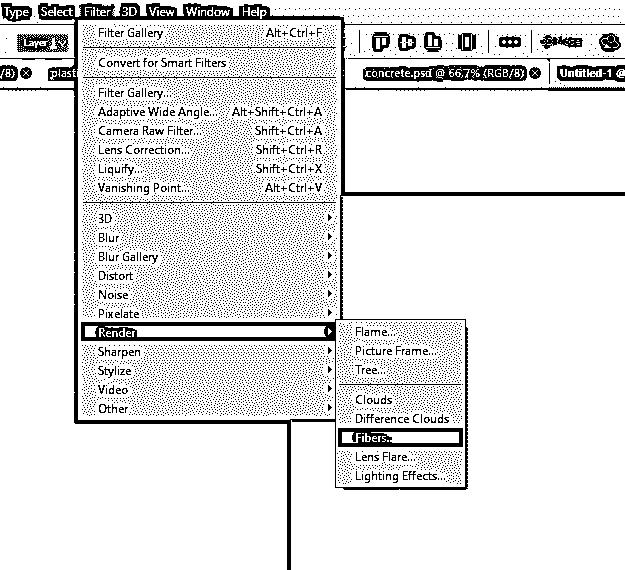 Type Select Filter 3D View Window Help
Filter Gallery Alt+Ctrl+F
Layer
Convert for Smart Filters
/8) plasti concrete.psd @ 66,7% (RGB/8) Untitled-1 @
Filter Gallery...
Adaptive Wide Angle... Alt+Shift+Ctrl+A
Camera Raw Filter... Shift+Ctrl+A
Lens Correction... Shift+Ctrl+R
Liquify... Shift+Ctrl+X
Vanishing Point... Alt+Ctrl+V
3D
Blur
Blur Gallery
Distort
Noise
Pixelate
Render
Sharpen
Stylize
Video
Other
Flame...
Picture Frame...
Tree...
Clouds
Difference Clouds
Fibers...
Lens Flare...
Lighting Effects...